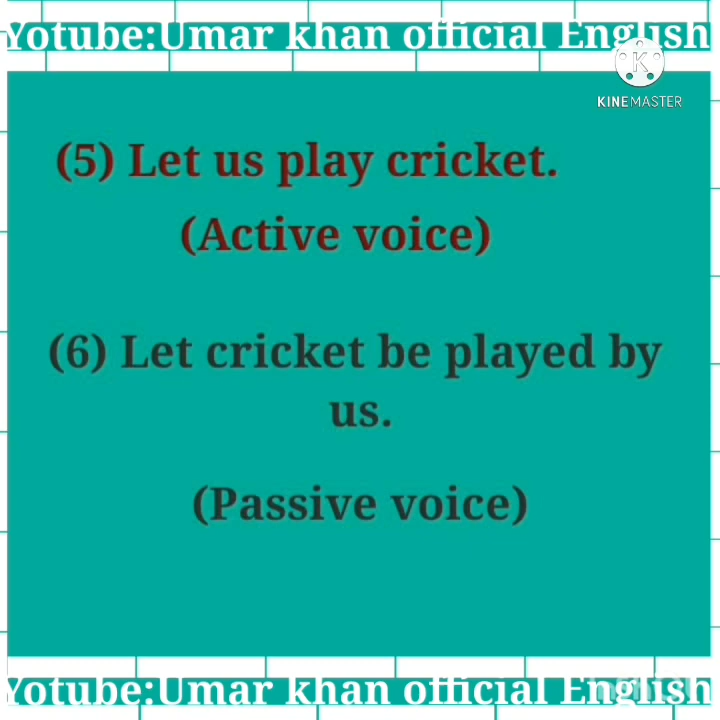 Yotube:Umar khan official English
KINEMASTER
(5) Let us play cricket.
(Active voice)
(6) Let cricket be played by
us.
(Passive voice)
Yotube:Umar khan official English